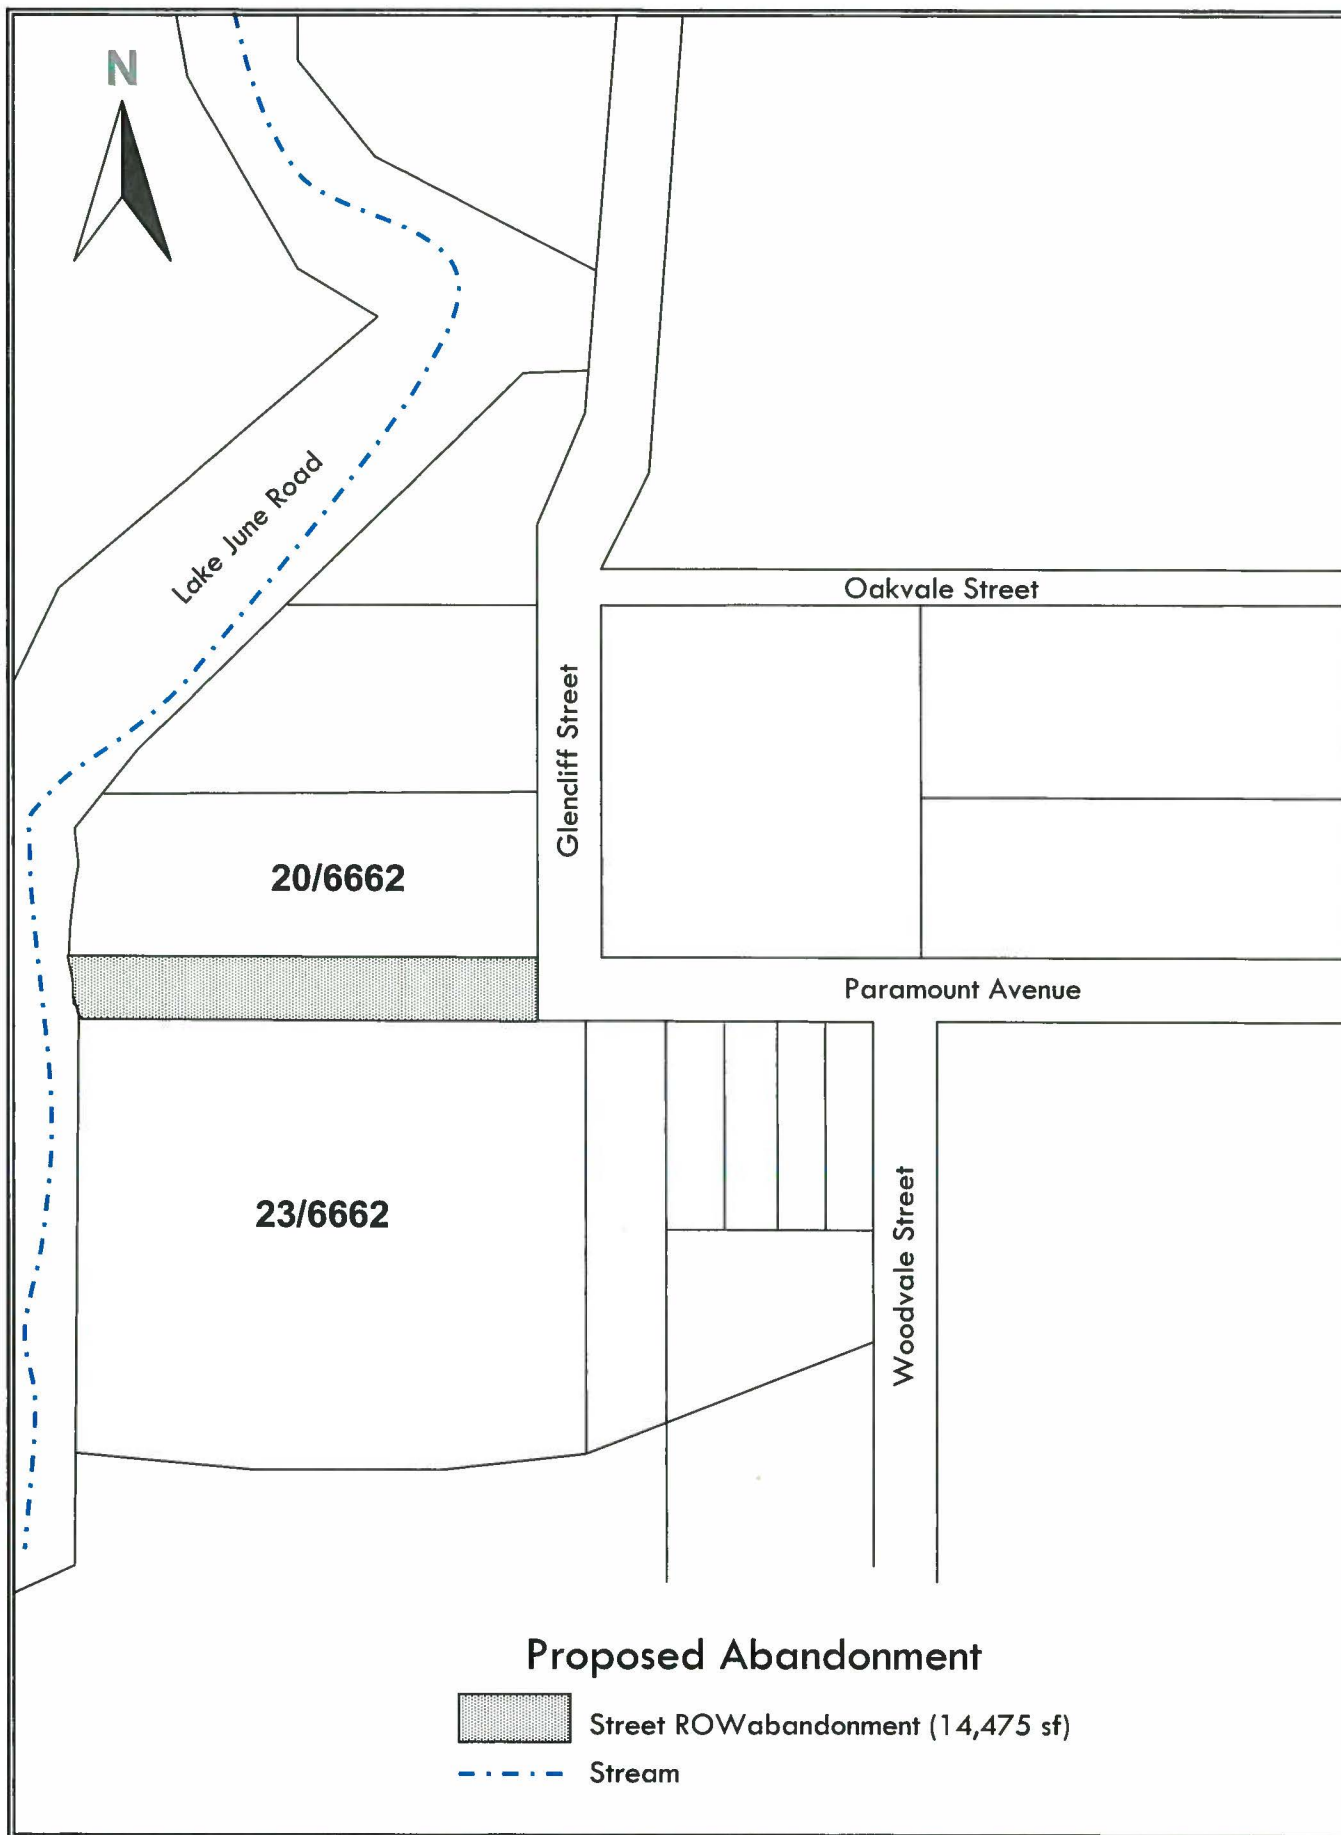 N
Lake June Road
Oakvale Street
Glencliff Street
20/6662
Paramount Avenue
23/6662
Woodvale Street
Proposed Abandonment
Street ROWabandonment (14,475 sf)
Stream